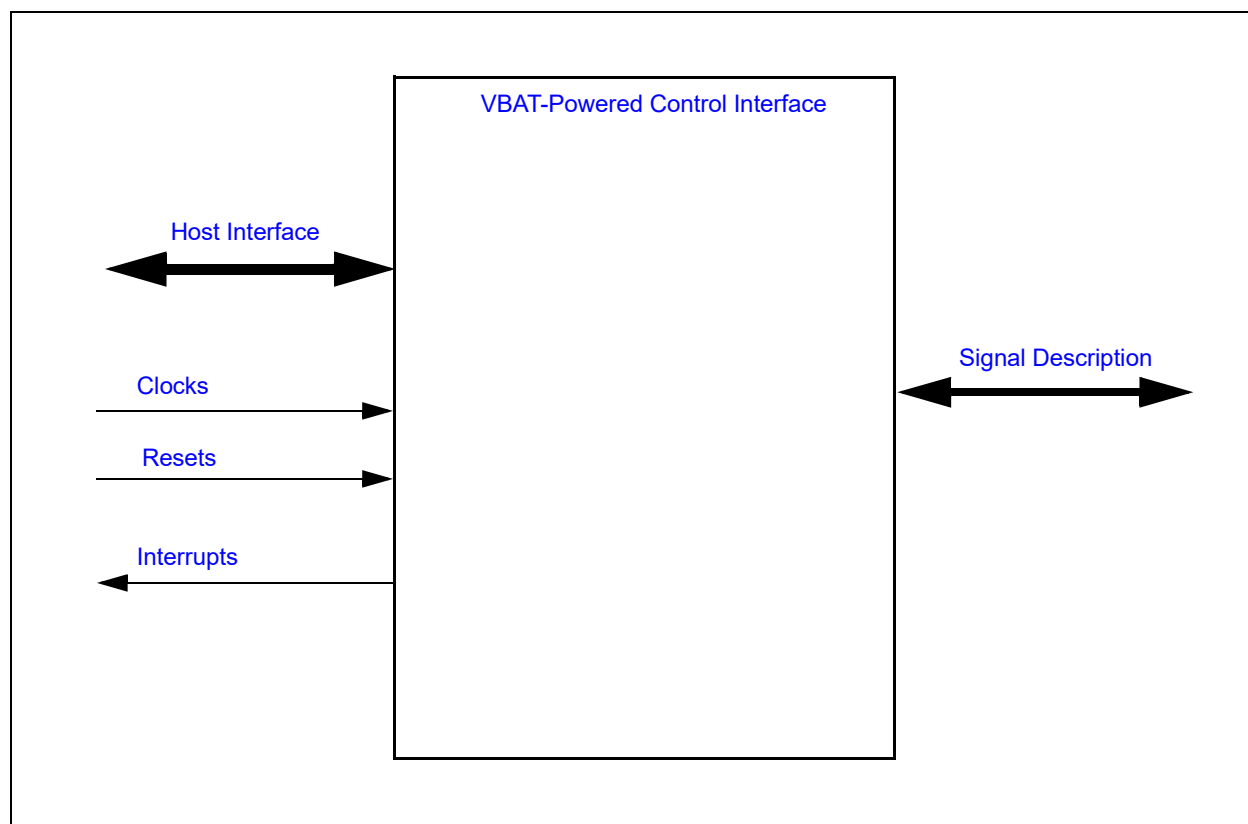 VBAT-Powered Control Interface
Host Interface
Signal Description
Clocks
Resets
Interrupts